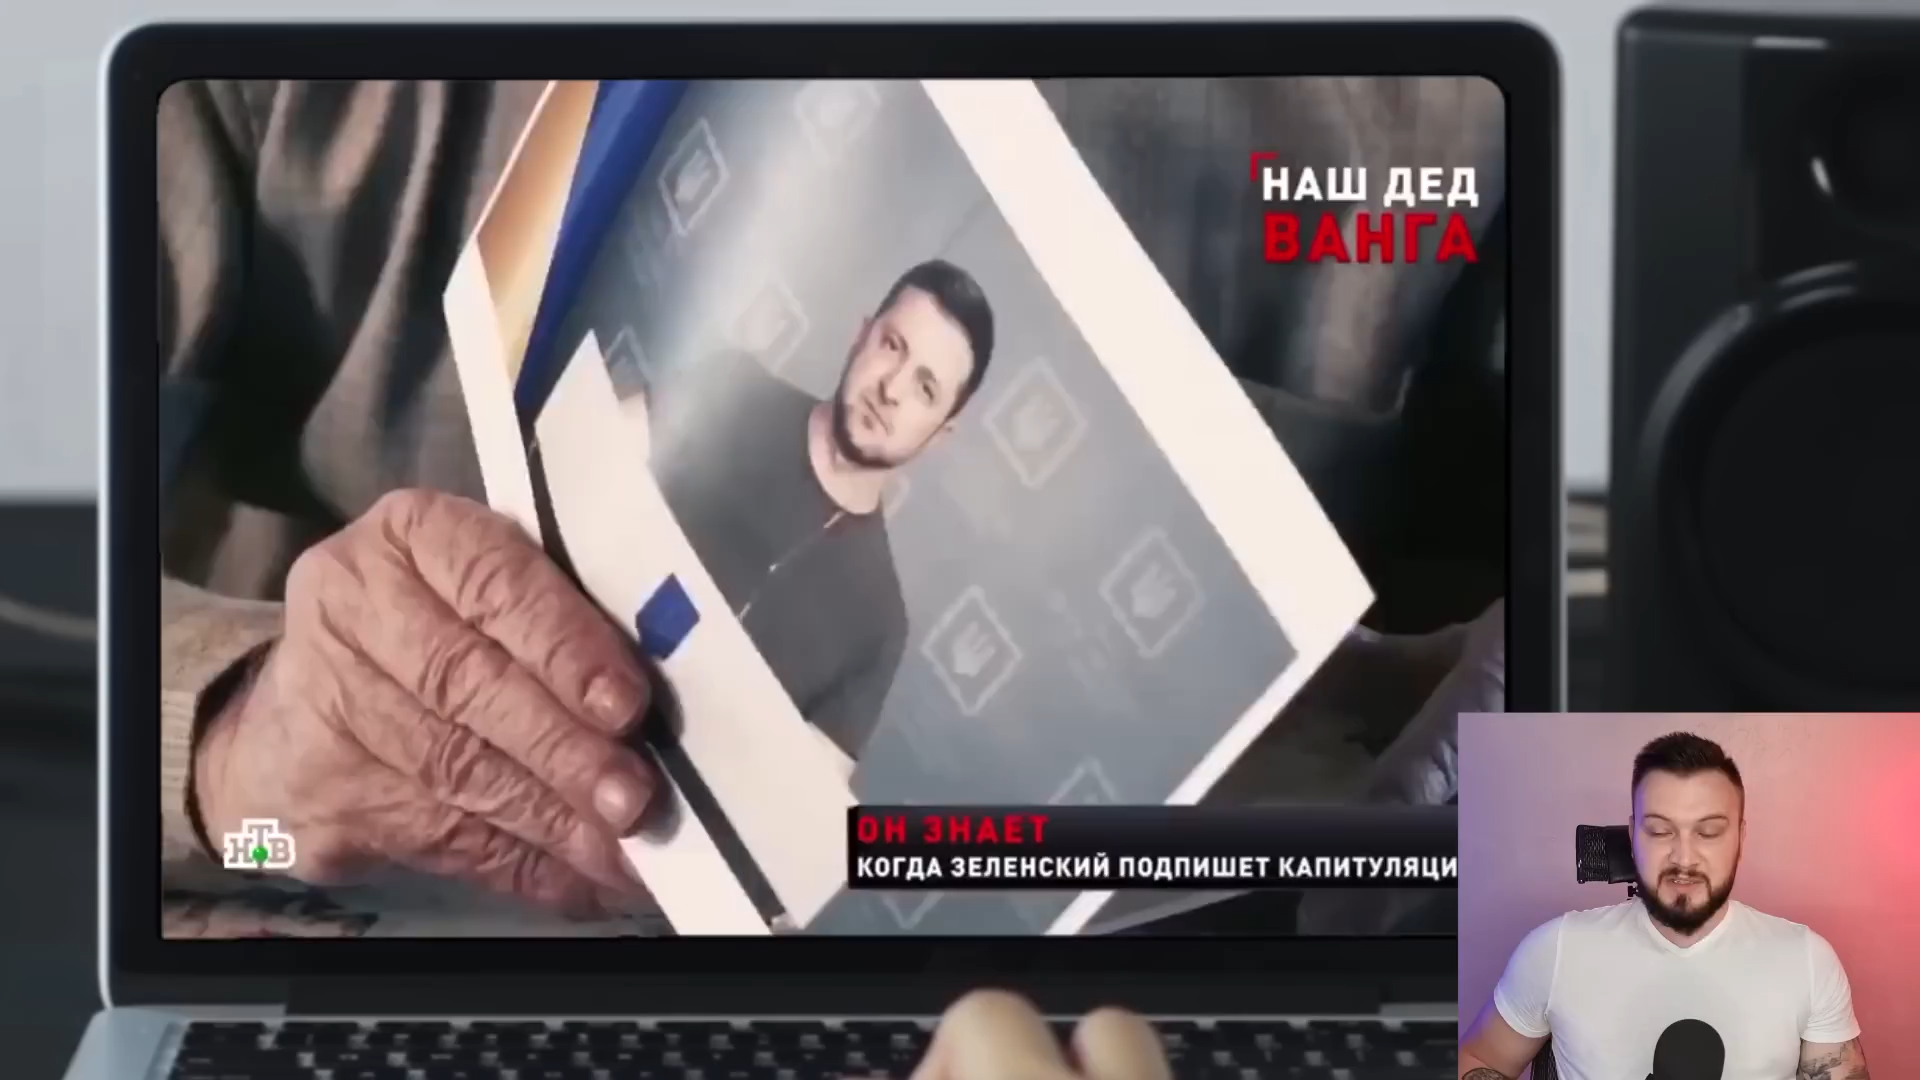 НАШ ДЕД
ВАНГА
НТВ
ОН ЗНАЕТ
КОГДА ЗЕЛЕНСКИЙ ПОДПИШЕТ КАПИТУЛЯЦИ